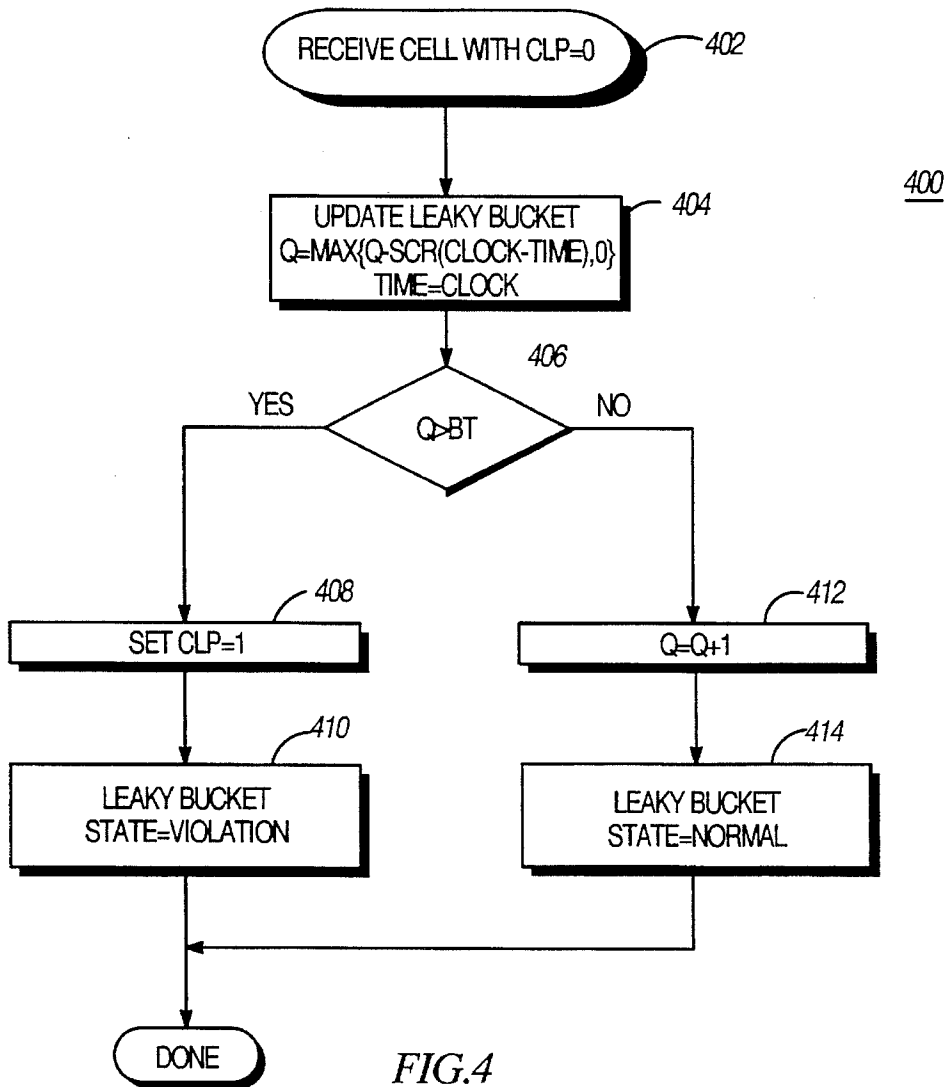 RECEIVE CELL WITH CLP=0
402
400
404
UPDATE LEAKY BUCKET
Q=MAX{Q-SCR(CLOCK-TIME),0}
TIME=CLOCK
406
YES
NO
Q>BT
408
SET CLP=1
412
Q=Q+1
410
LEAKY BUCKET
STATE=VIOLATION
414
LEAKY BUCKET
STATE=NORMAL
DONE
FIG.4